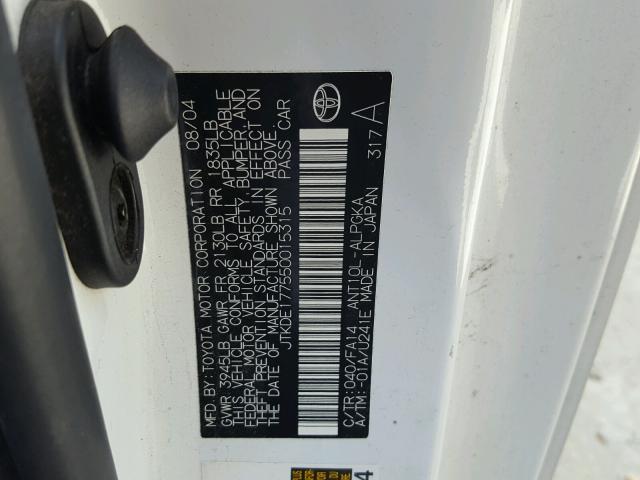 MFD. BY: TOYOTA MOTOR CORPORATION 08/04
GVWR 3945LB GAWR FR 2130LB RR 1835LB
THIS VEHICLE CONFORMS TO ALL APPLICABLE
FEDERAL MOTOR VEHICLE SAFETY, BUMPER, AND
THEFT PREVENTION STANDARDS IN EFFECT ON
THE DATE OF MANUFACTURE SHOWN ABOVE.
JTKDE177550015315 PASS CAR
C/TR:040/FA14 ANT10L-ALPGKA
A/TM:-01A/U241E MADE IN JAPAN 317A
4